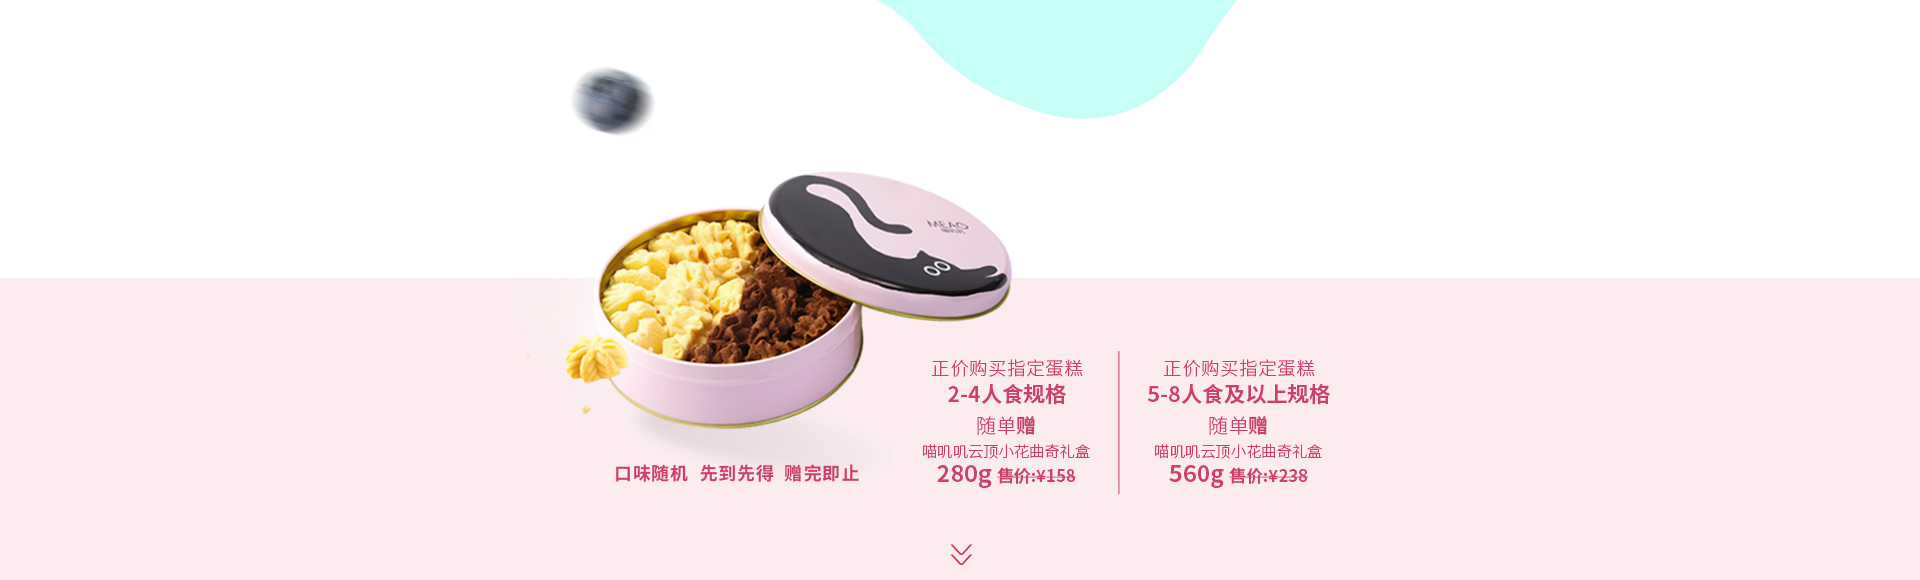 MEAO
喵叽叽
正价购买指定蛋糕
2-4人食规格
随单赠
喵叽叽云顶小花曲奇礼盒
280g 售价:¥158
正价购买指定蛋糕
5-8人食及以上规格
随单赠
喵叽叽云顶小花曲奇礼盒
560g 售价:¥238
口味随机 先到先得 赠完即止